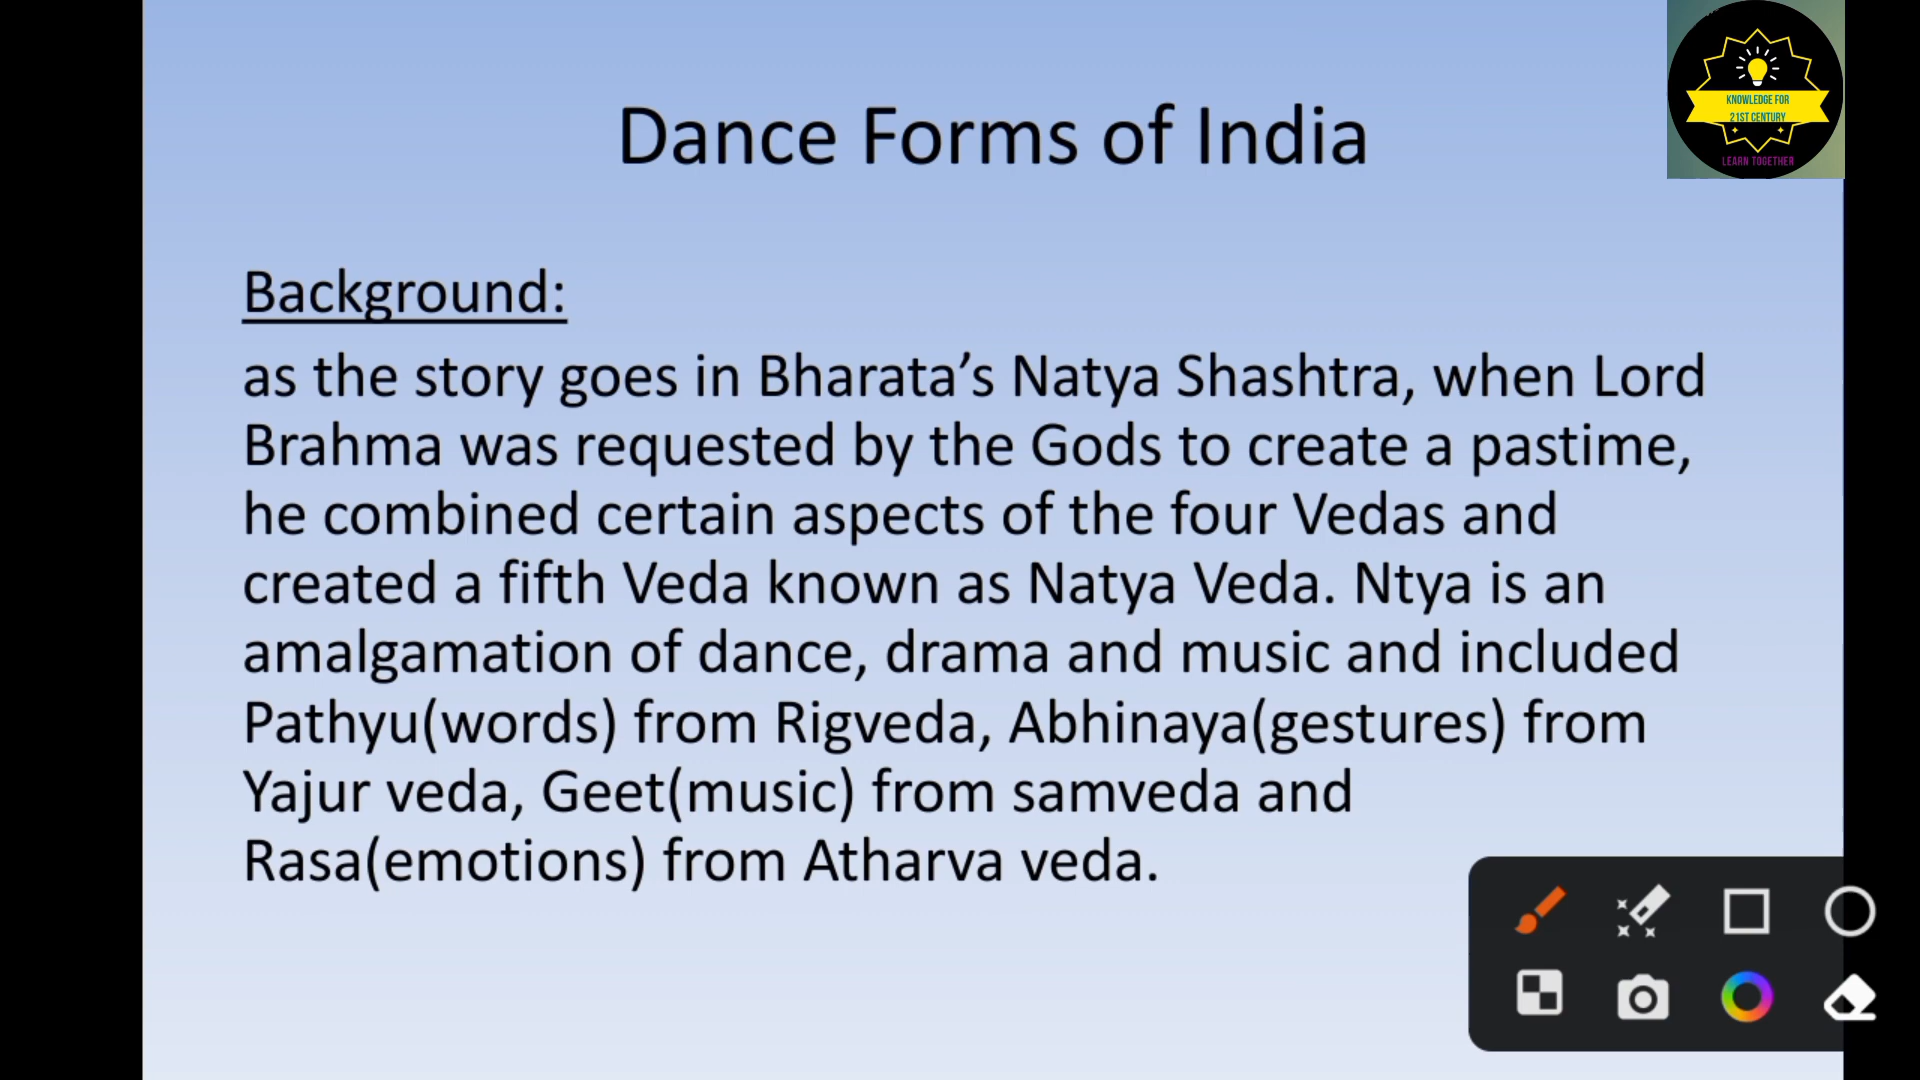 Dance Forms of India
KNOWLEDGE FOR
21ST CENTURY
LEARN TOGETHER
Background:
as the story goes in Bharata’s Natya Shashtra, when Lord
Brahma was requested by the Gods to create a pastime,
he combined certain aspects of the four Vedas and
created a fifth Veda known as Natya Veda. Ntya is an
amalgamation of dance, drama and music and included
Pathyu(words) from Rigveda, Abhinaya(gestures) from
Yajur veda, Geet(music) from samveda and
Rasa(emotions) from Atharva veda.